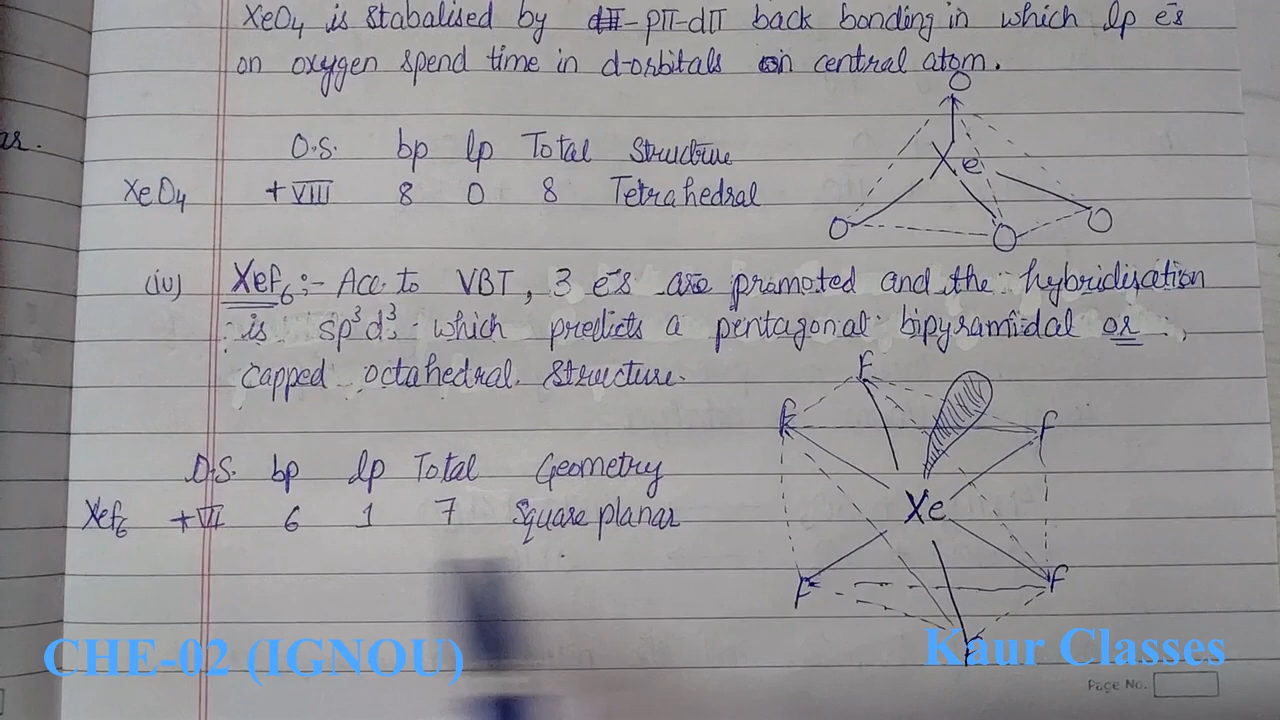 XeO4 is stabalised by dπ-pπ-dπ back bonding in which lp e⁻s
on oxygen spend time in d-orbitals on central atom.
O
ar.
O.S. bp lp Total Structure
Xe
XeO4 +VIII 8 0 8 Tetrahedral
O O O
(iv) Xef6:- Acc. to VBT, 3 e⁻s are promoted and the hybridisation
is sp³d³ which predicts a pentagonal bipyramidal or
capped octahedral structure.
F
F F
O.S. bp lp Total Geometry
Xe
Xef6 +VI 6 1 7 Square planar
F F
F
CHE-02 (IGNOU)
Kaur Classes
Page No.